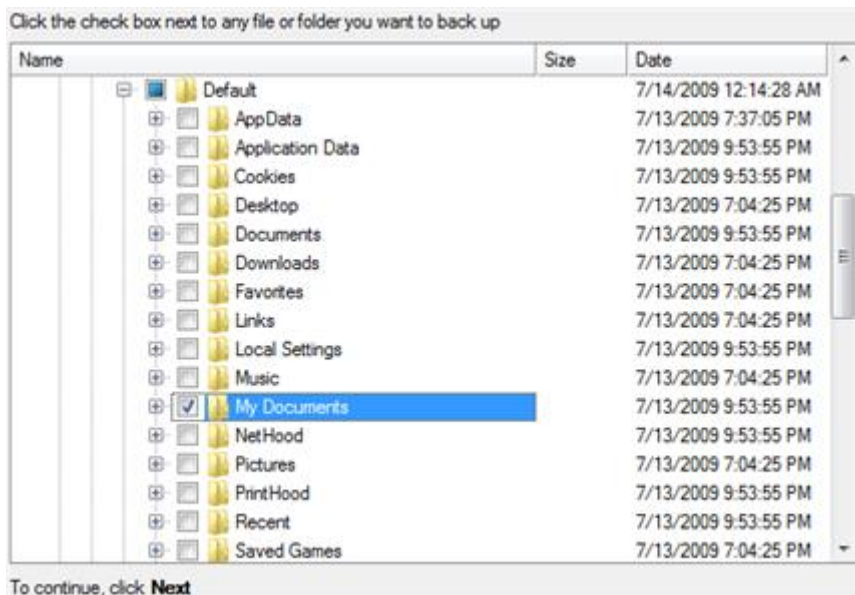 Click the check box next to any file or folder you want to back up
Name Size Date
Default 7/14/2009 12:14:28 AM
AppData 7/13/2009 7:37:05 PM
Application Data 7/13/2009 9:53:55 PM
Cookies 7/13/2009 9:53:55 PM
Desktop 7/13/2009 7:04:25 PM
Documents 7/13/2009 9:53:55 PM
Downloads 7/13/2009 7:04:25 PM
Favorites 7/13/2009 7:04:25 PM
Links 7/13/2009 7:04:25 PM
Local Settings 7/13/2009 9:53:55 PM
Music 7/13/2009 7:04:25 PM
My Documents 7/13/2009 9:53:55 PM
NetHood 7/13/2009 9:53:55 PM
Pictures 7/13/2009 7:04:25 PM
PrintHood 7/13/2009 9:53:55 PM
Recent 7/13/2009 9:53:55 PM
Saved Games 7/13/2009 7:04:25 PM
To continue, click Next